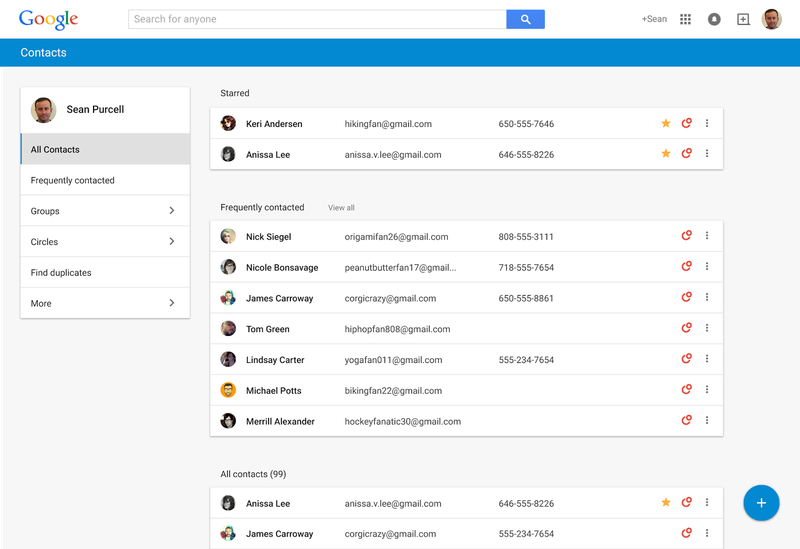 Google
Search for anyone
+Sean
Contacts
Sean Purcell
All Contacts
Frequently contacted
Groups
Circles
Find duplicates
More
Starred
Keri Andersen hikingfan@gmail.com 650-555-7646
Anissa Lee anissa.v.lee@gmail.com 646-555-8226
Frequently contacted View all
Nick Siegel origamifan26@gmail.com 808-555-3111
Nicole Bonsavage peanutbutterfan17@gmail... 718-555-7654
James Carroway corgicrazy@gmail.com 650-555-8861
Tom Green hiphopfan808@gmail.com
Lindsay Carter yogafan011@gmail.com 555-234-7654
Michael Potts bikingfan22@gmail.com
Merrill Alexander hockeyfanatic30@gmail.com
All contacts (99)
Anissa Lee anissa.v.lee@gmail.com 646-555-8226
James Carroway corgicrazy@gmail.com 555-234-7654